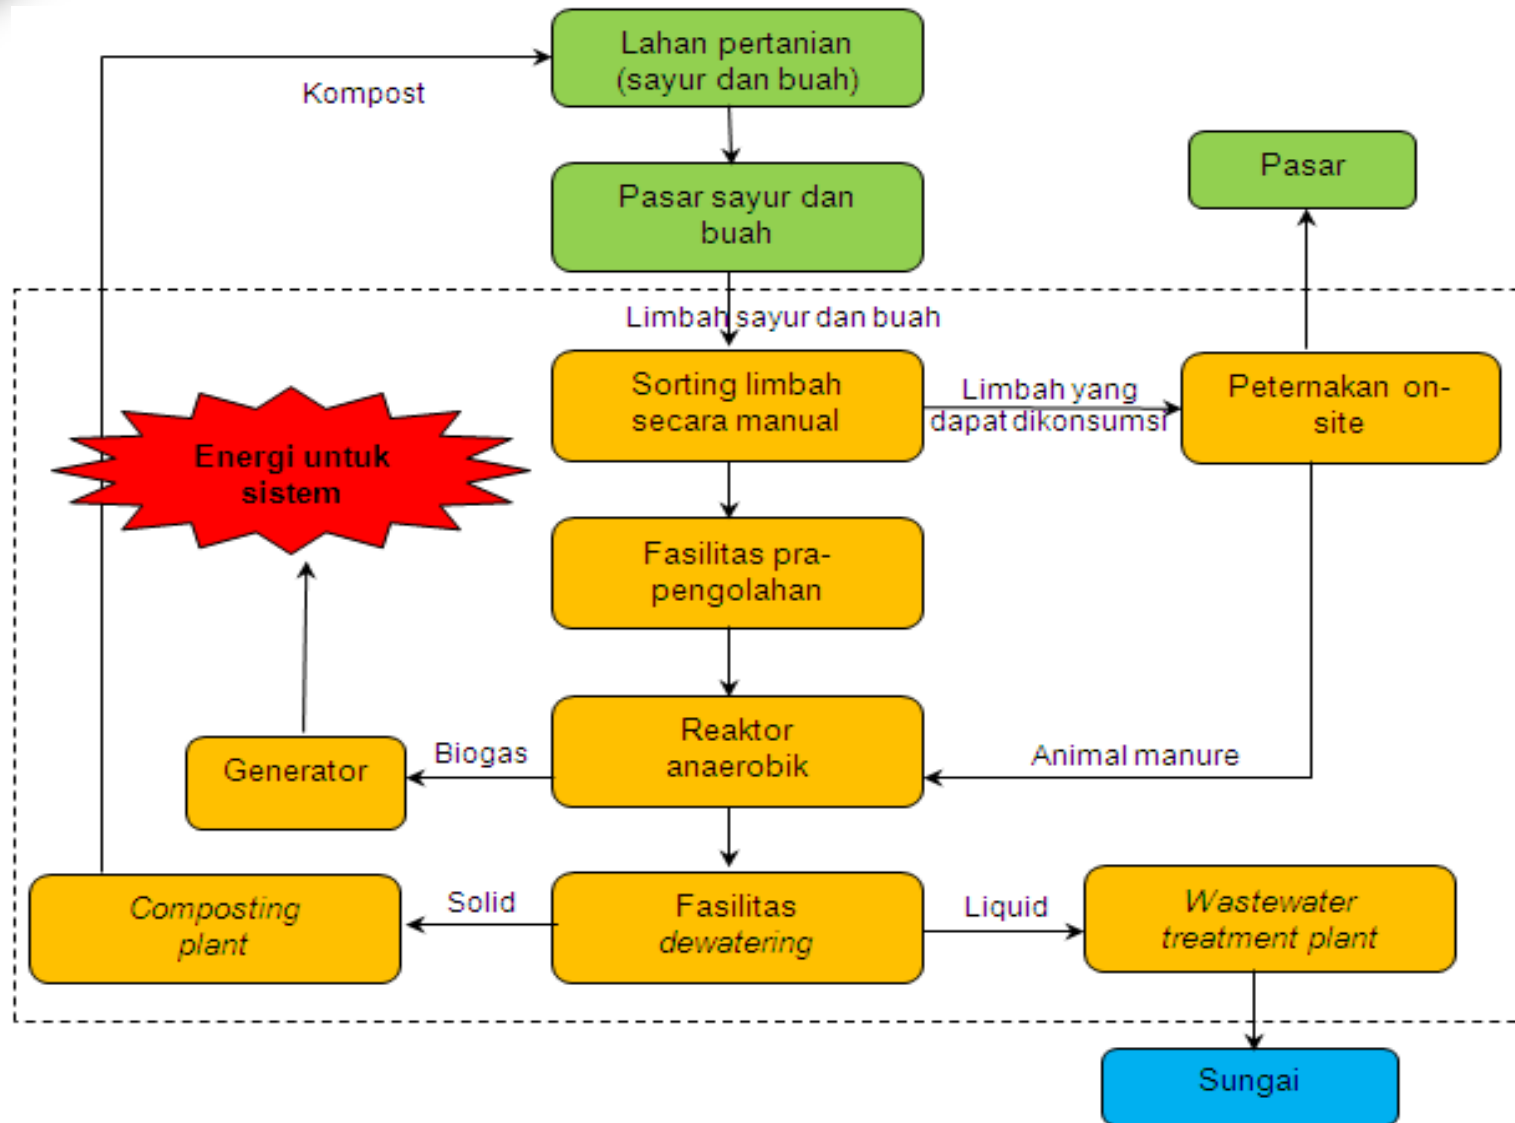 Lahan pertanian
(sayur dan buah)
Kompost
Pasar sayur dan
buah
Pasar
Limbah sayur dan buah
Sorting limbah
secara manual
Limbah yang
dapat dikonsumsi
Peternakan on-
site
Energi untuk
sistem
Fasilitas pra-
pengolahan
Reaktor
anaerobik
Biogas
Generator
Animal manure
Composting
plant
Solid
Fasilitas
dewatering
Liquid
Wastewater
treatment plant
Sungai